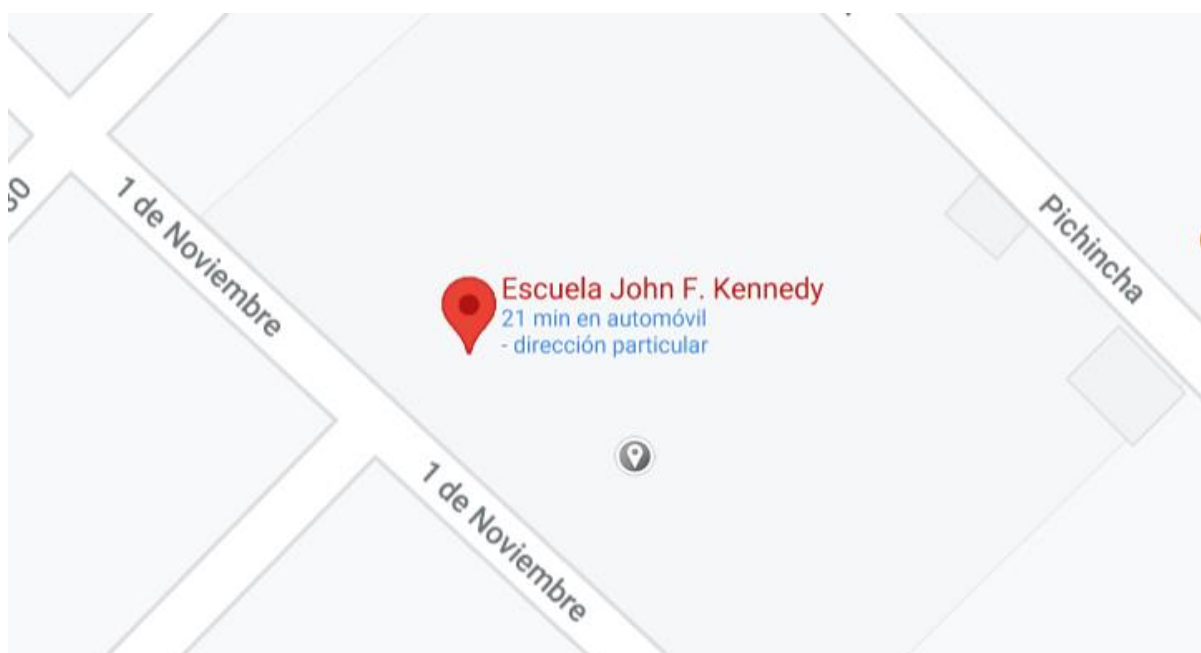 1 de Noviembre
Pichincha
Escuela John F. Kennedy
21 min en automóvil
- dirección particular
1 de Noviembre